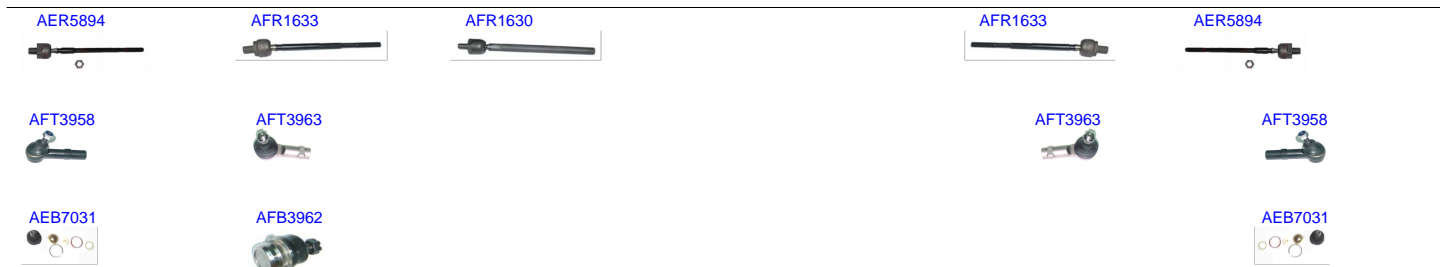 AER5894 AFR1633 AFR1630 AFR1633 AER5894
AFT3958 AFT3963 AFT3963 AFT3958
AEB7031 AFB3962 AEB7031